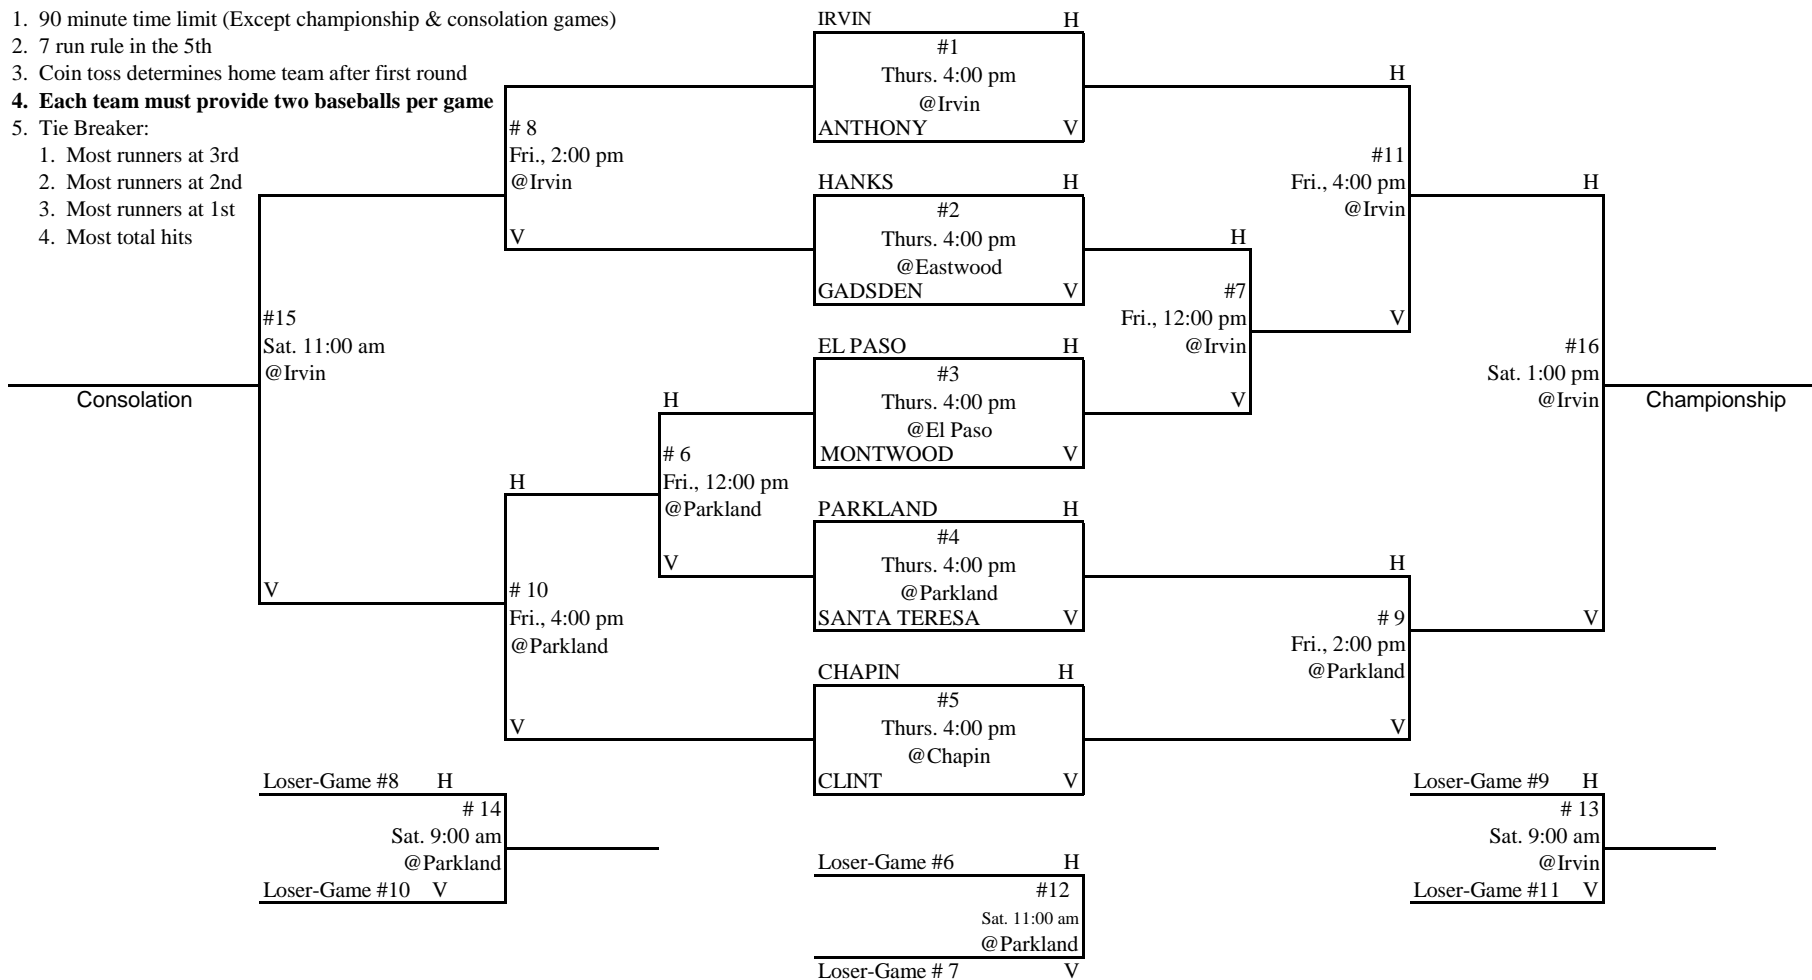 1. 90 minute time limit (Except championship & consolation games)
2. 7 run rule in the 5th
3. Coin toss determines home team after first round
4. Each team must provide two baseballs per game
5. Tie Breaker:
1. Most runners at 3rd
2. Most runners at 2nd
3. Most runners at 1st
4. Most total hits
IRVIN H
#1
Thurs. 4:00 pm
@Irvin
ANTHONY V
HANKS H
#2
Thurs. 4:00 pm
@Eastwood
GADSDEN V
EL PASO H
#3
Thurs. 4:00 pm
@El Paso
MONTWOOD V
PARKLAND H
#4
Thurs. 4:00 pm
@Parkland
SANTA TERESA V
CHAPIN H
#5
Thurs. 4:00 pm
@Chapin
CLINT V
# 8
Fri., 2:00 pm
@Irvin
V
#15
Sat. 11:00 am
@Irvin
Consolation
V
H
# 6
Fri., 12:00 pm
@Parkland
V
H
# 10
Fri., 4:00 pm
@Parkland
V
H
#11
Fri., 4:00 pm
@Irvin
V
H
#7
Fri., 12:00 pm
@Irvin
V
H
#16
Sat. 1:00 pm
@Irvin
Championship
V
H
# 9
Fri., 2:00 pm
@Parkland
V
Loser-Game #8 H
# 14
Sat. 9:00 am
@Parkland
Loser-Game #10 V
Loser-Game #6 H
#12
Sat. 11:00 am
@Parkland
Loser-Game # 7 V
Loser-Game #9 H
# 13
Sat. 9:00 am
@Irvin
Loser-Game #11 V